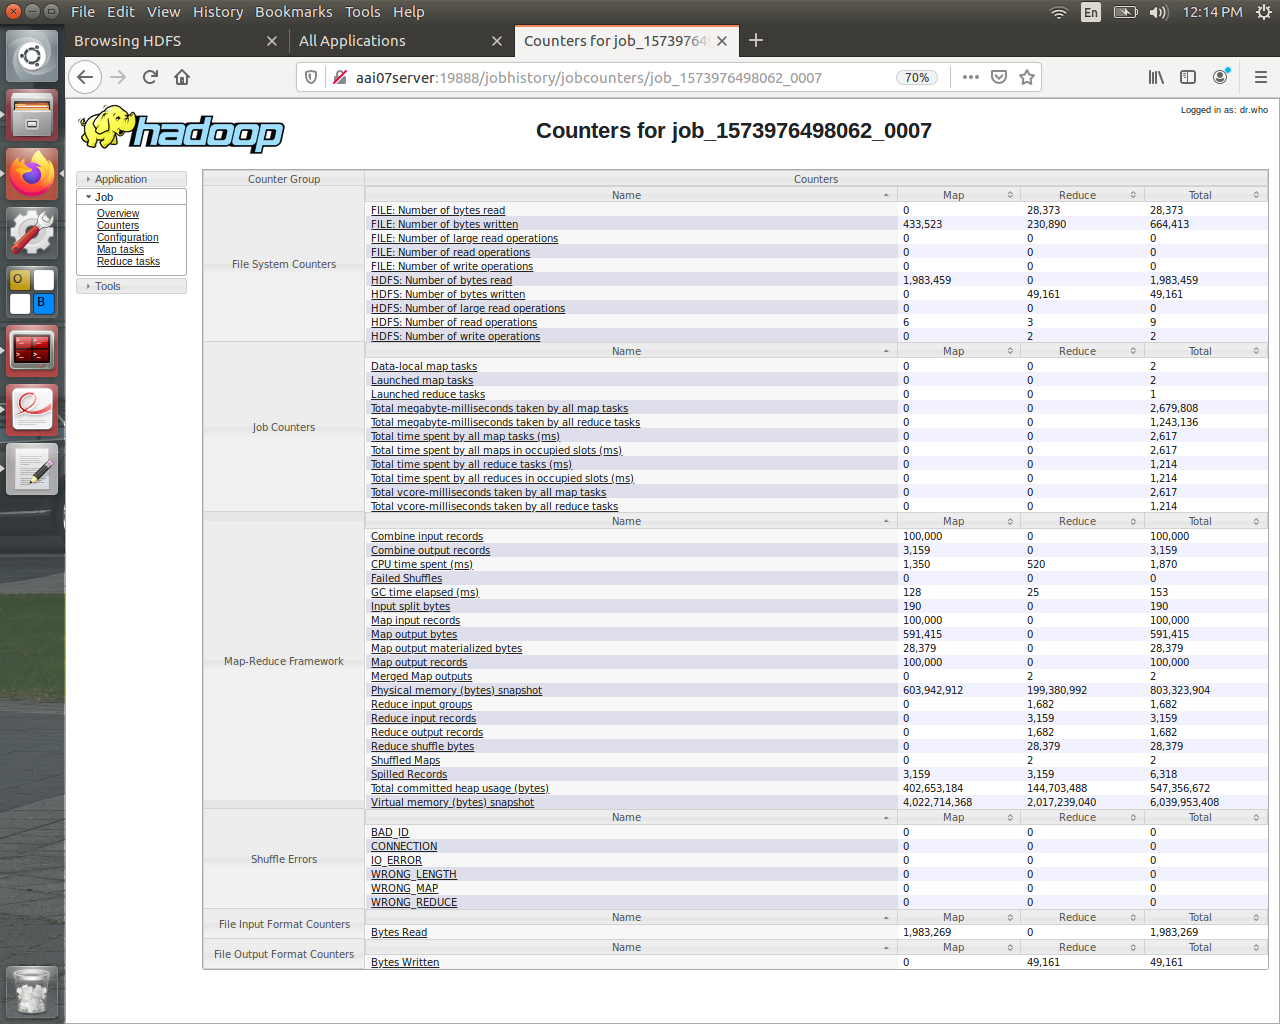 File Edit View History Bookmarks Tools Help En 12:14 PM
Browsing HDFS All Applications Counters for job_15739764
aai07server:19888/jobhistory/jobcounters/job_1573976498062_0007 70%
Logged in as: dr.who
hadoop Counters for job_1573976498062_0007
Application
Job
Overview
Counters
Configuration
Map tasks
Reduce tasks
Tools
O
B
Counter Group Counters
File System Counters
Name Map Reduce Total
FILE: Number of bytes read 0 28,373 28,373
FILE: Number of bytes written 433,523 230,890 664,413
FILE: Number of large read operations 0 0 0
FILE: Number of read operations 0 0 0
FILE: Number of write operations 0 0 0
HDFS: Number of bytes read 1,983,459 0 1,983,459
HDFS: Number of bytes written 0 49,161 49,161
HDFS: Number of large read operations 0 0 0
HDFS: Number of read operations 6 3 9
HDFS: Number of write operations 0 2 2
Job Counters
Name Map Reduce Total
Data-local map tasks 0 0 2
Launched map tasks 0 0 2
Launched reduce tasks 0 0 1
Total megabyte-milliseconds taken by all map tasks 0 0 2,679,808
Total megabyte-milliseconds taken by all reduce tasks 0 0 1,243,136
Total time spent by all map tasks (ms) 0 0 2,617
Total time spent by all maps in occupied slots (ms) 0 0 2,617
Total time spent by all reduce tasks (ms) 0 0 1,214
Total time spent by all reduces in occupied slots (ms) 0 0 1,214
Total vcore-milliseconds taken by all map tasks 0 0 2,617
Total vcore-milliseconds taken by all reduce tasks 0 0 1,214
Map-Reduce Framework
Name Map Reduce Total
Combine input records 100,000 0 100,000
Combine output records 3,159 0 3,159
CPU time spent (ms) 1,350 520 1,870
Failed Shuffles 0 0 0
GC time elapsed (ms) 128 25 153
Input split bytes 190 0 190
Map input records 100,000 0 100,000
Map output bytes 591,415 0 591,415
Map output materialized bytes 28,379 0 28,379
Map output records 100,000 0 100,000
Merged Map outputs 0 2 2
Physical memory (bytes) snapshot 603,942,912 199,380,992 803,323,904
Reduce input groups 0 1,682 1,682
Reduce input records 0 3,159 3,159
Reduce output records 0 1,682 1,682
Reduce shuffle bytes 0 28,379 28,379
Shuffled Maps 0 2 2
Spilled Records 3,159 3,159 6,318
Total committed heap usage (bytes) 402,653,184 144,703,488 547,356,672
Virtual memory (bytes) snapshot 4,022,714,368 2,017,239,040 6,039,953,408
Shuffle Errors
Name Map Reduce Total
BAD_ID 0 0 0
CONNECTION 0 0 0
IO_ERROR 0 0 0
WRONG_LENGTH 0 0 0
WRONG_MAP 0 0 0
WRONG_REDUCE 0 0 0
File Input Format Counters
Name Map Reduce Total
Bytes Read 1,983,269 0 1,983,269
File Output Format Counters
Name Map Reduce Total
Bytes Written 0 49,161 49,161